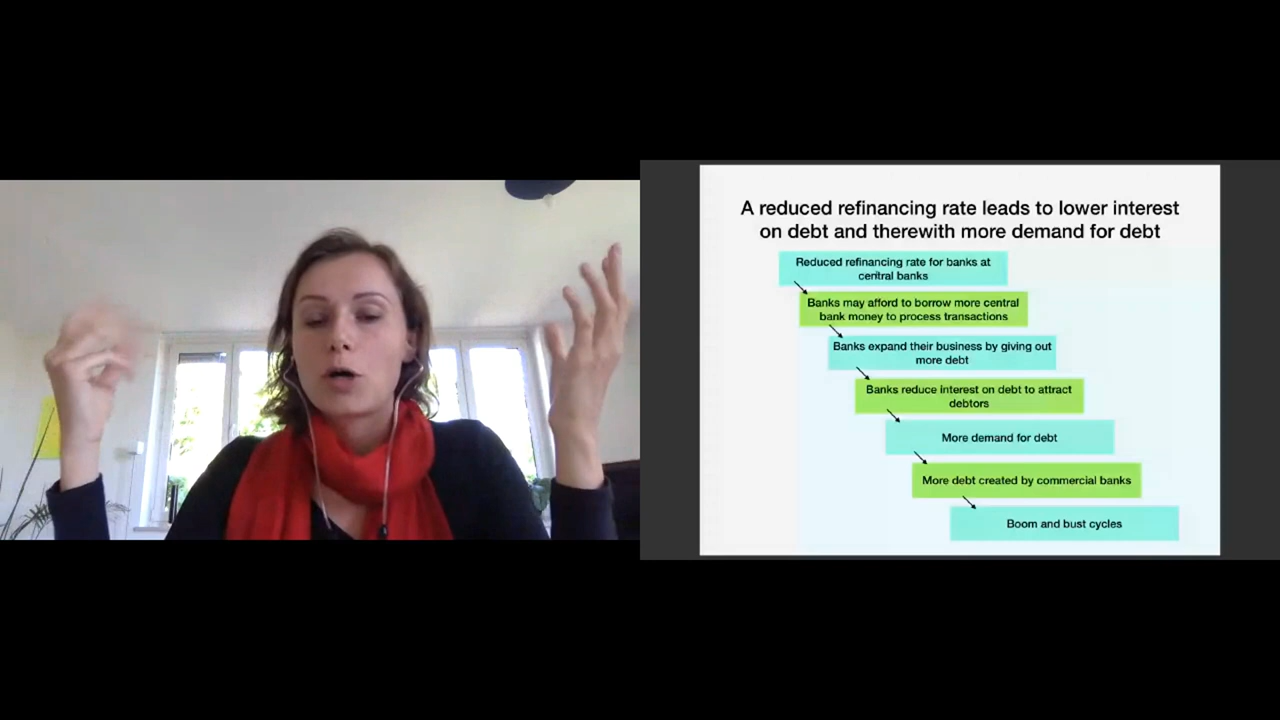 A reduced refinancing rate leads to lower interest
on debt and therewith more demand for debt
Reduced refinancing rate for banks at
central banks
Banks may afford to borrow more central
bank money to process transactions
Banks expand their business by giving out
more debt
Banks reduce interest on debt to attract
debtors
More demand for debt
More debt created by commercial banks
Boom and bust cycles